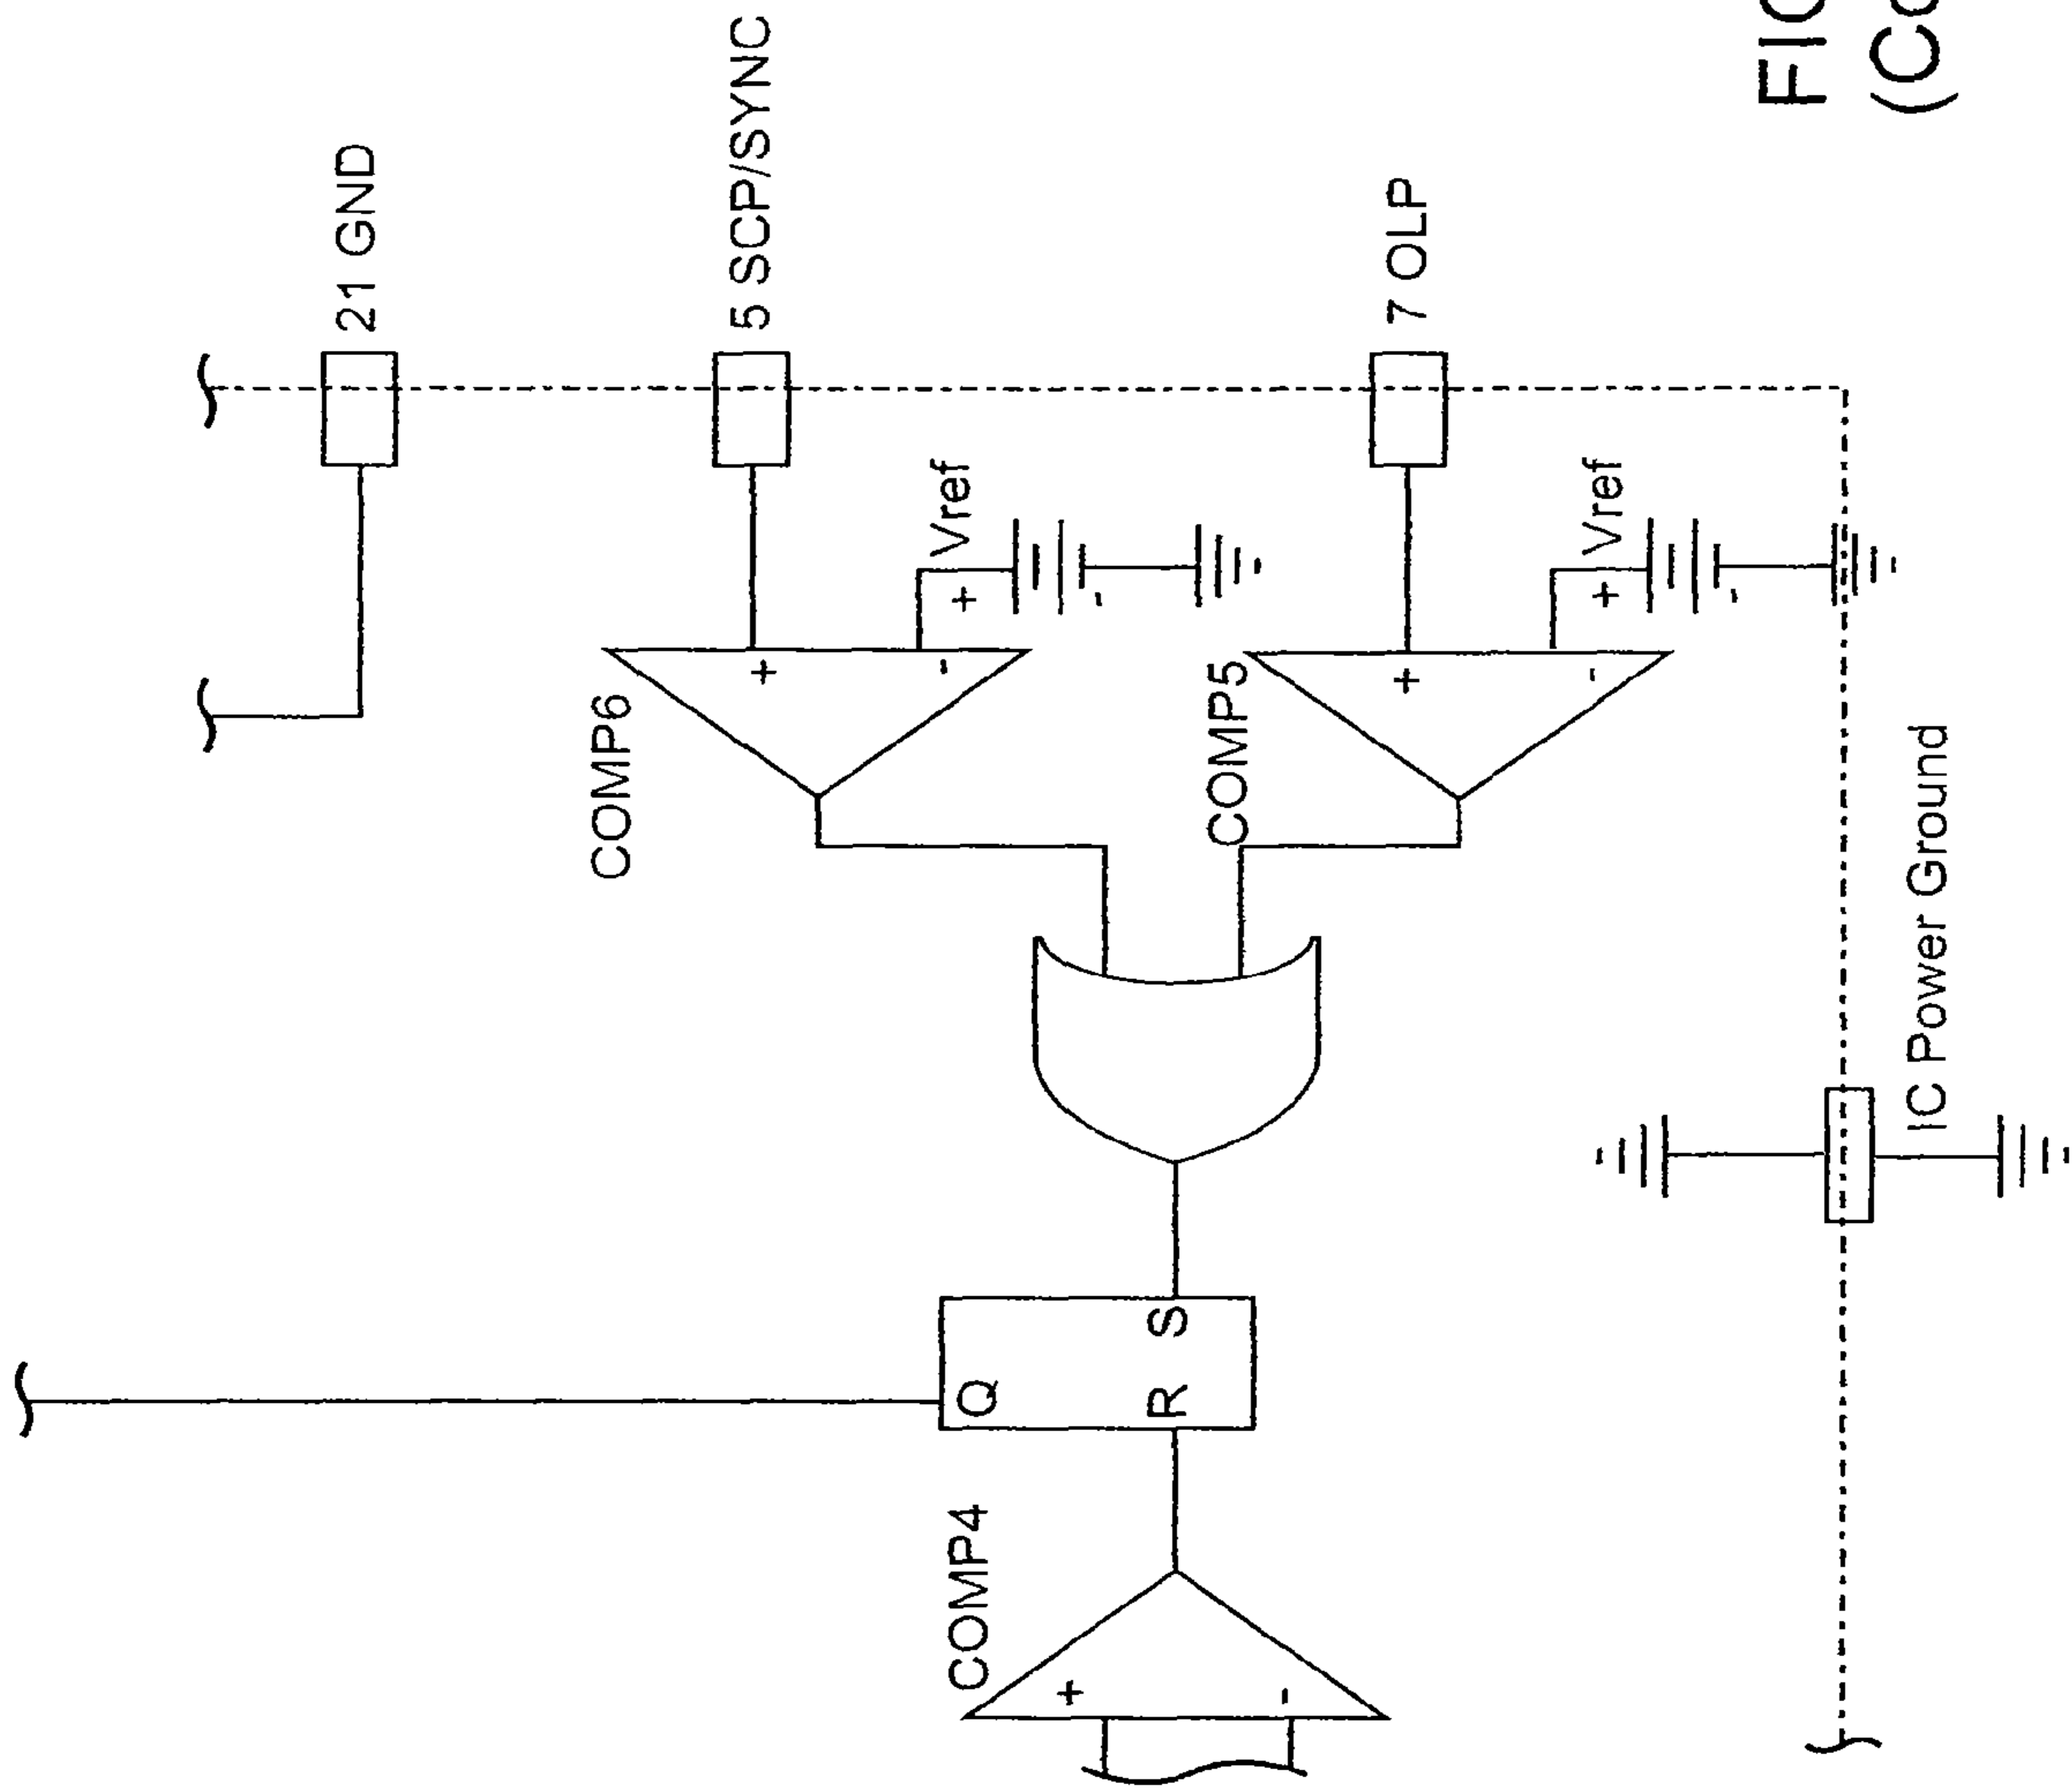 21 GND
5 SCP/SYNC
7 OLP
Vref
+
-
Vref
+
-
COMP6
+
-
COMP5
+
-
IC Power Ground
Q
S
R
COMP4
+
-